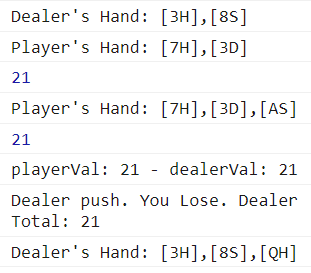 Dealer's Hand: [3H],[8S]
Player's Hand: [7H],[3D]
21
Player's Hand: [7H],[3D],[AS]
21
playerVal: 21 - dealerVal: 21
Dealer push. You Lose. Dealer
Total: 21
Dealer's Hand: [3H],[8S],[QH]